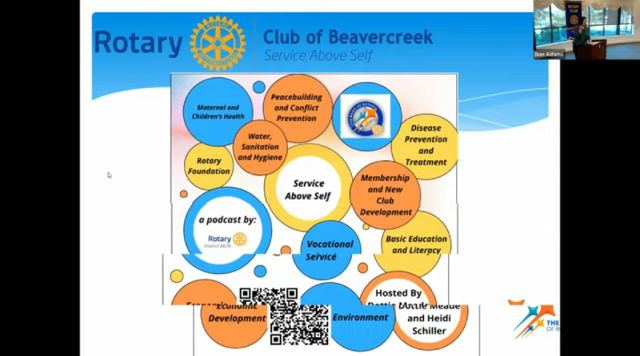 Rotary
Club of Beavercreek
Service Above Self
Don Adams
Maternal and
Children's Health
Peacebuilding
and Conflict
Prevention
Water,
Sanitation
and Hygiene
Disease
Prevention
and
Treatment
Rotary
Foundation
Service
Above Self
Membership
and New
Club
Development
a podcast by:
Rotary
Vocational
Service
Basic Education
and Literacy
Hosted By
Economic
Development
Environment
and Heidi
Schiller
THE
OF R